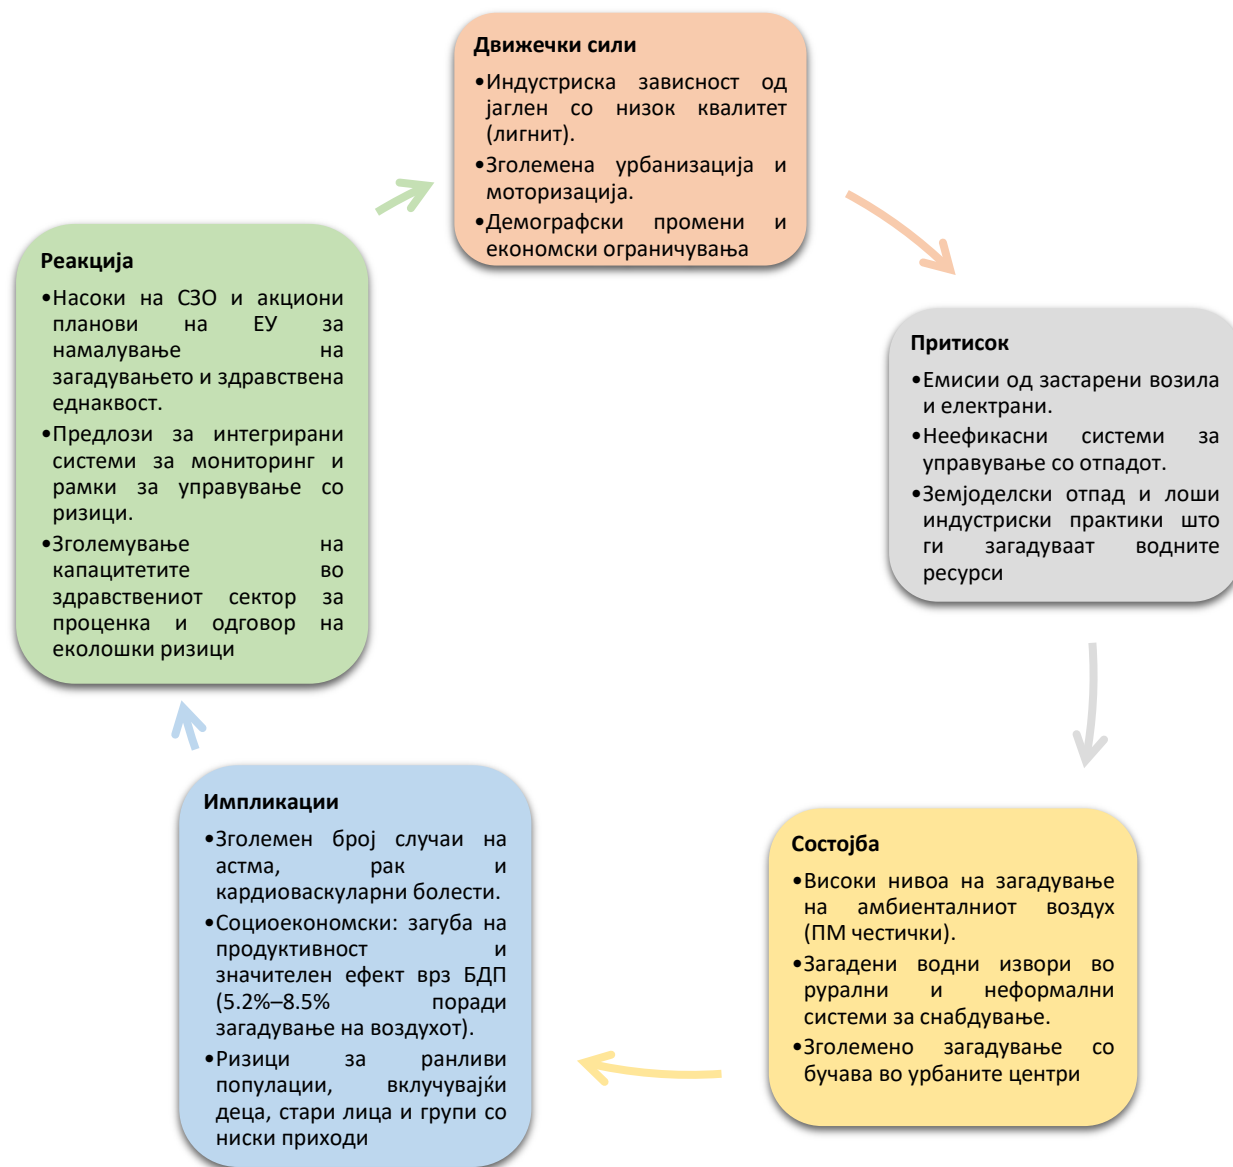 Движечки сили
•Индустриска зависност од
јаглен со низок квалитет
(лигнит).
•Зголемена урбанизација и
моторизација.
•Демографски промени и
економски ограничувања
Притисок
•Емисии од застарени возила
и електрани.
•Неефикасни системи за
управување со отпадот.
•Земјоделски отпад и лоши
индустриски практики што
ги загадуваат водните
ресурси
Состојба
•Високи нивоа на загадување
на амбиенталниот воздух
(ПМ честички).
•Загадени водни извори во
рурални и неформални
системи за снабдување.
•Зголемено загадување со
бучава во урбаните центри
Импликации
•Зголемен број случаи на
астма, рак и
кардиоваскуларни болести.
•Социоекономски: загуба на
продуктивност и
значителен ефект врз БДП
(5.2%–8.5% поради
загадување на воздухот).
•Ризици за ранливи
популации, вклучувајќи
деца, стари лица и групи со
ниски приходи
Реакција
•Насоки на СЗО и акциони
планови на ЕУ за
намалување на
загадувањето и здравствена
еднаквост.
•Предлози за интегрирани
системи за мониторинг и
рамки за управување со
ризици.
•Зголемување на
капацитетите во
здравствениот сектор за
проценка и одговор на
еколошки ризици